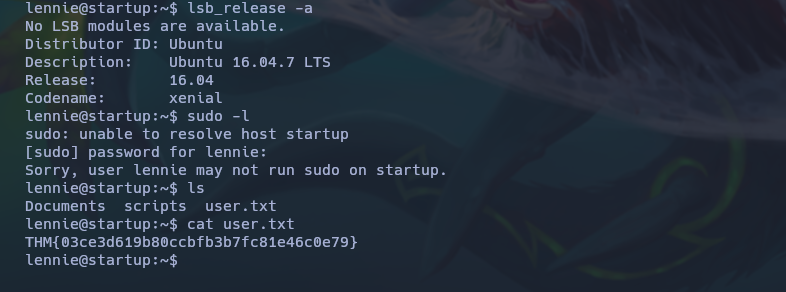 lennie@startup:~$ lsb_release -a
No LSB modules are available.
Distributor ID: Ubuntu
Description:    Ubuntu 16.04.7 LTS
Release:        16.04
Codename:       xenial
lennie@startup:~$ sudo -l
sudo: unable to resolve host startup
[sudo] password for lennie:
Sorry, user lennie may not run sudo on startup.
lennie@startup:~$ ls
Documents  scripts  user.txt
lennie@startup:~$ cat user.txt
THM{03ce3d619b80ccbfb3b7fc81e46c0e79}
lennie@startup:~$